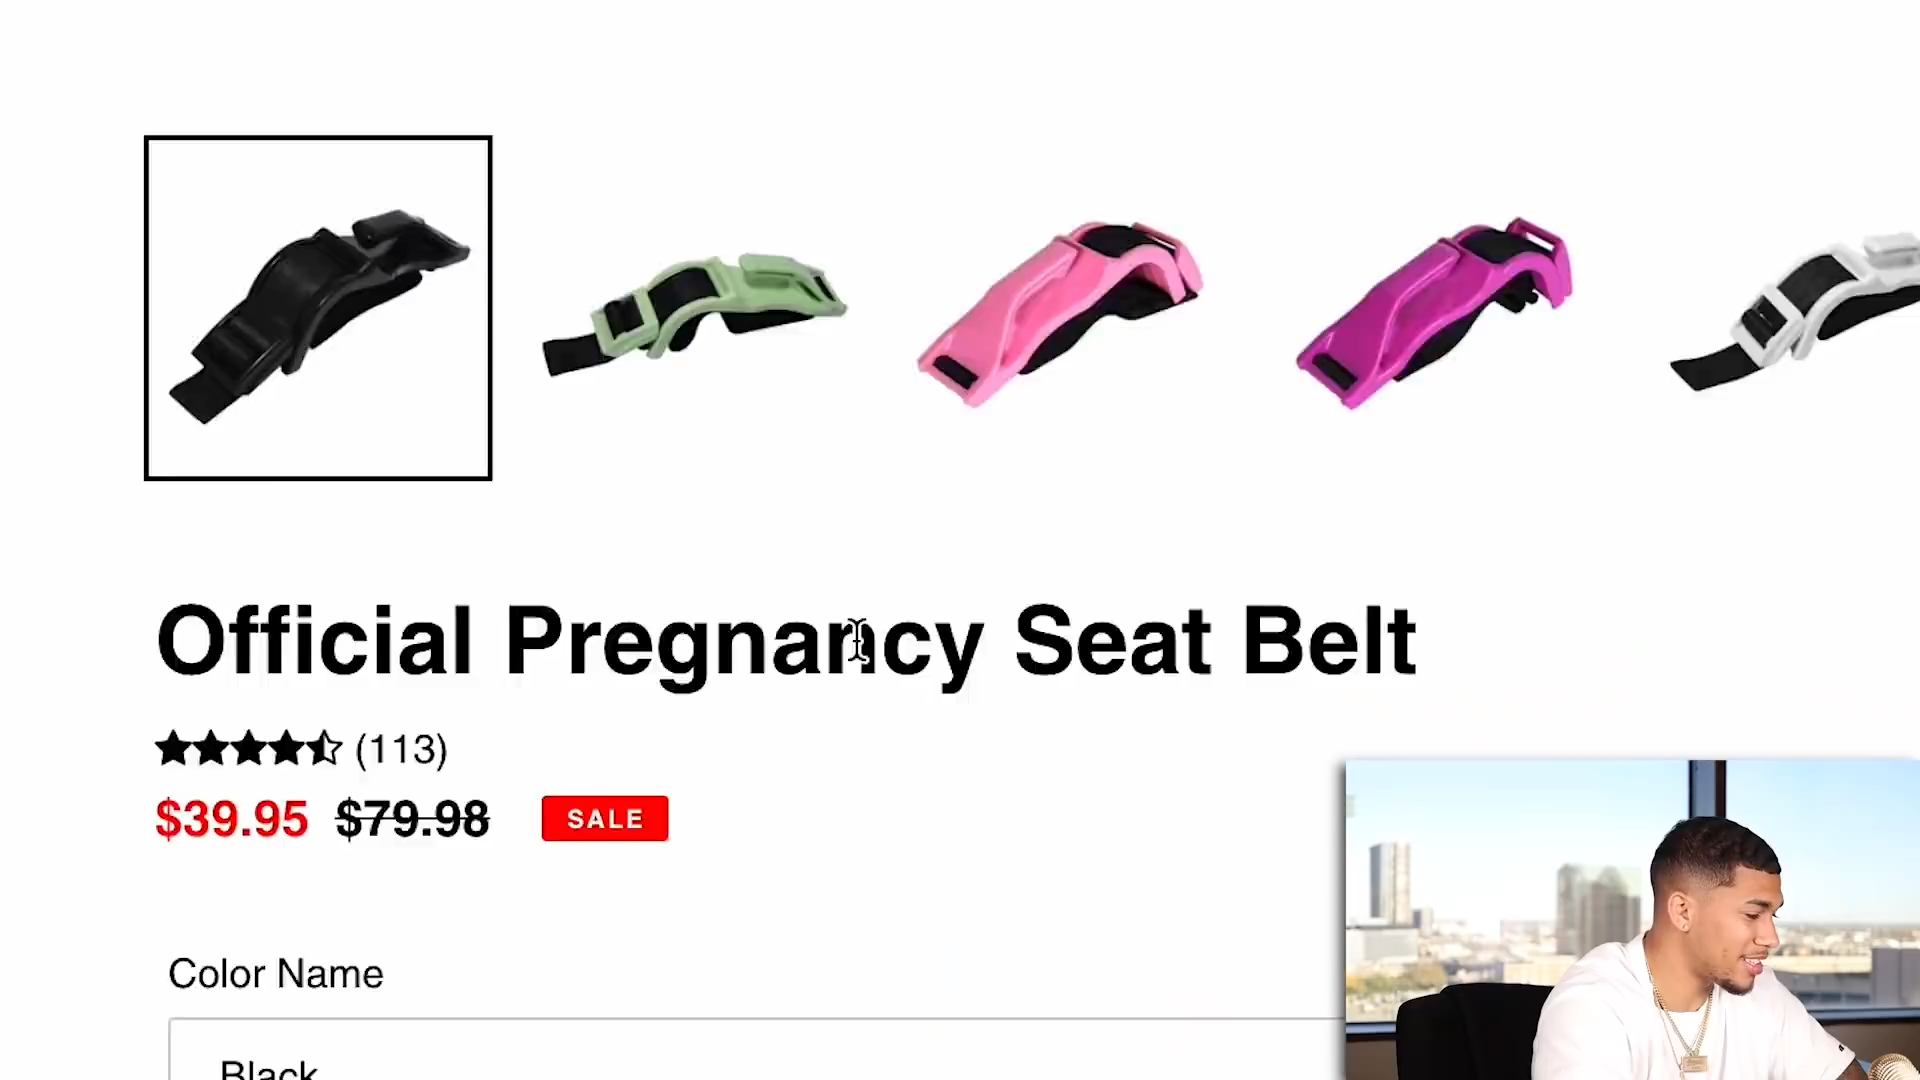 Official Pregnancy Seat Belt
(113)
$39.95 $79.98 SALE
Color Name
Black